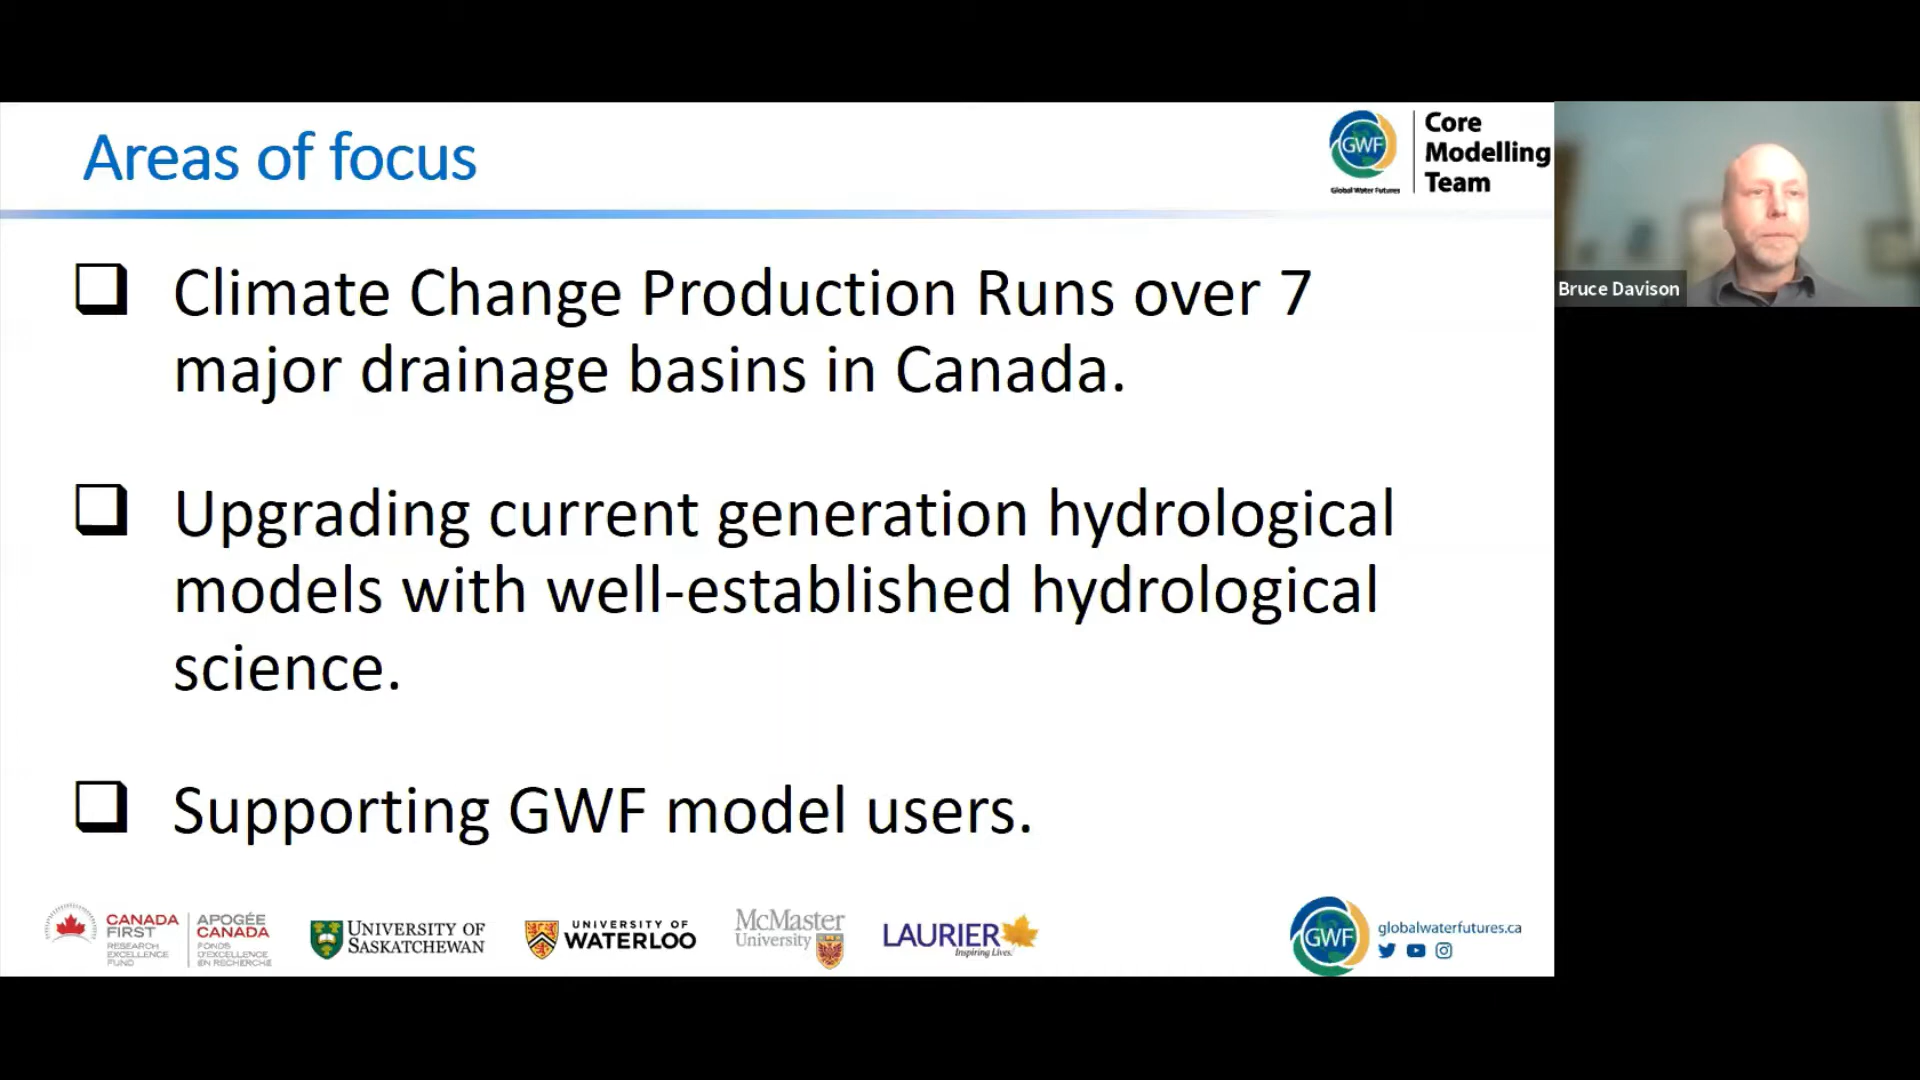 Areas of focus
GWF
Global Water Futures
Core
Modelling
Team
Bruce Davison
Climate Change Production Runs over 7
major drainage basins in Canada.
Upgrading current generation hydrological
models with well-established hydrological
science.
Supporting GWF model users.
CANADA
FIRST
RESEARCH
EXCELLENCE
FUND
APOGÉE
CANADA
FONDS
D'EXCELLENCE
EN RECHERCHE
UNIVERSITY OF
SASKATCHEWAN
UNIVERSITY OF
WATERLOO
McMaster
University
LAURIER
Inspiring Lives.
GWF
globalwaterfutures.ca